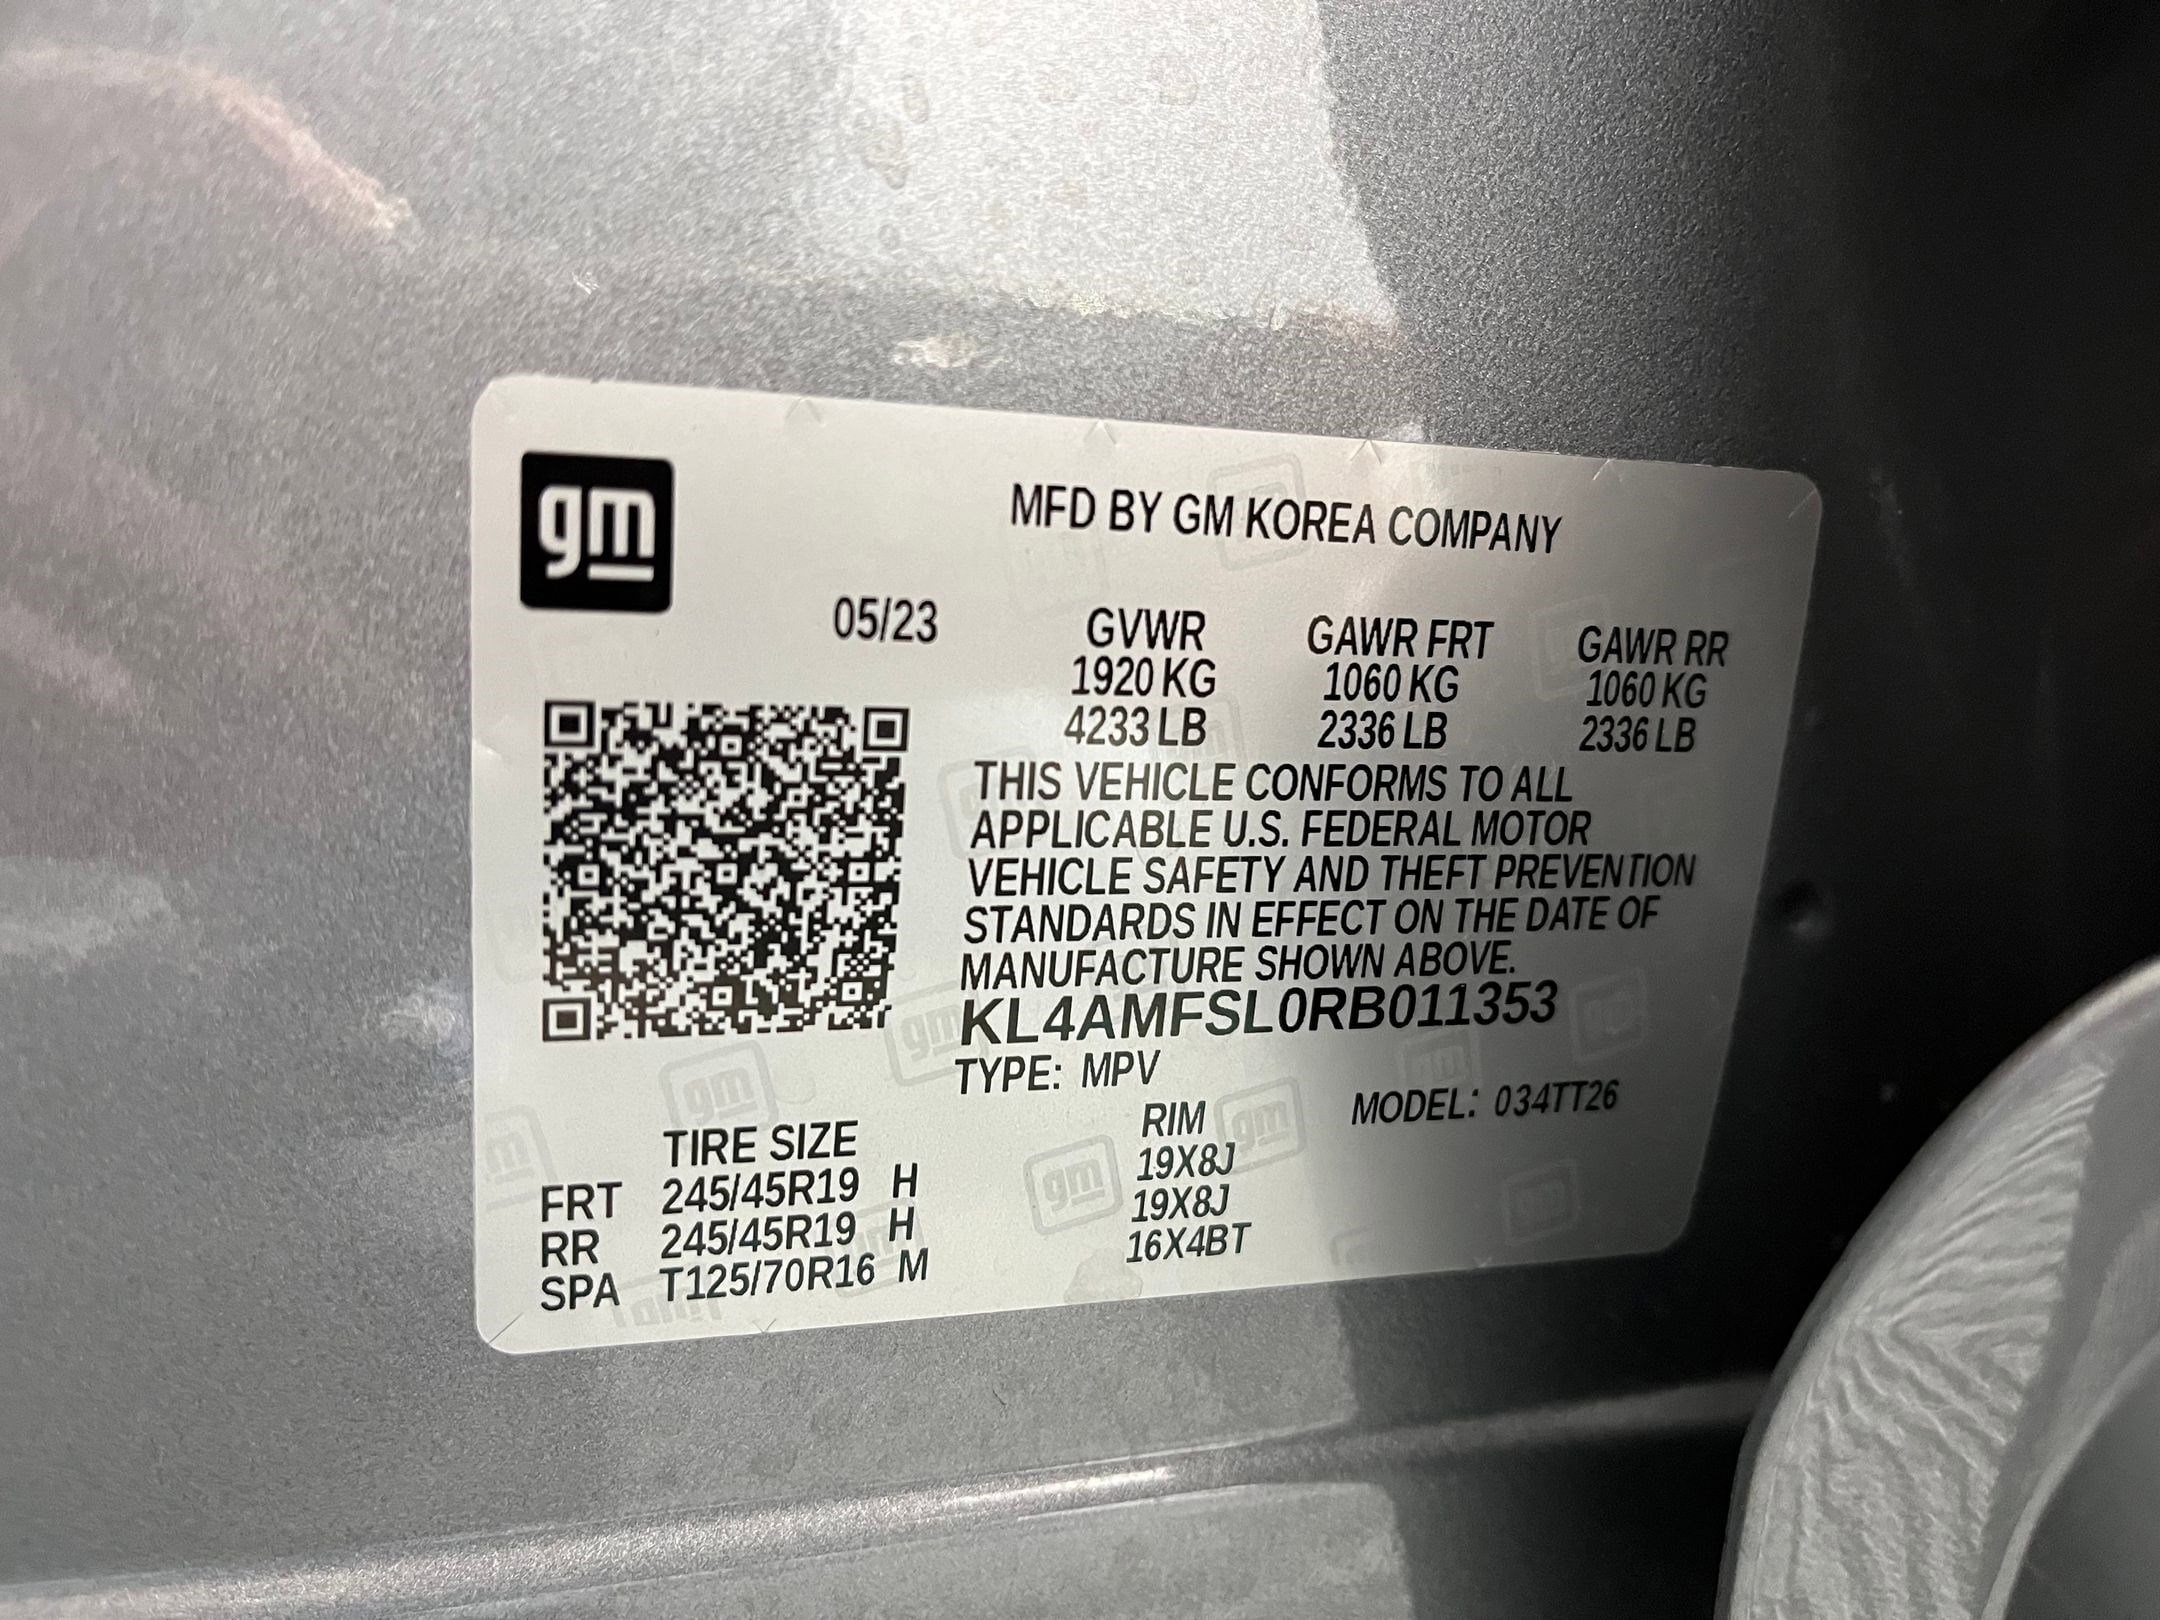 gm
MFD BY GM KOREA COMPANY
05/23
GVWR GAWR FRT GAWR RR
1920 KG 1060 KG 1060 KG
4233 LB 2336 LB 2336 LB
THIS VEHICLE CONFORMS TO ALL
APPLICABLE U.S. FEDERAL MOTOR
VEHICLE SAFETY AND THEFT PREVENTION
STANDARDS IN EFFECT ON THE DATE OF
MANUFACTURE SHOWN ABOVE.
KL4AMFSL0RB011353
TYPE: MPV MODEL: 034TT26
TIRE SIZE RIM
FRT 245/45R19 H 19X8J
RR 245/45R19 H 19X8J
SPA T125/70R16 M 16X4BT